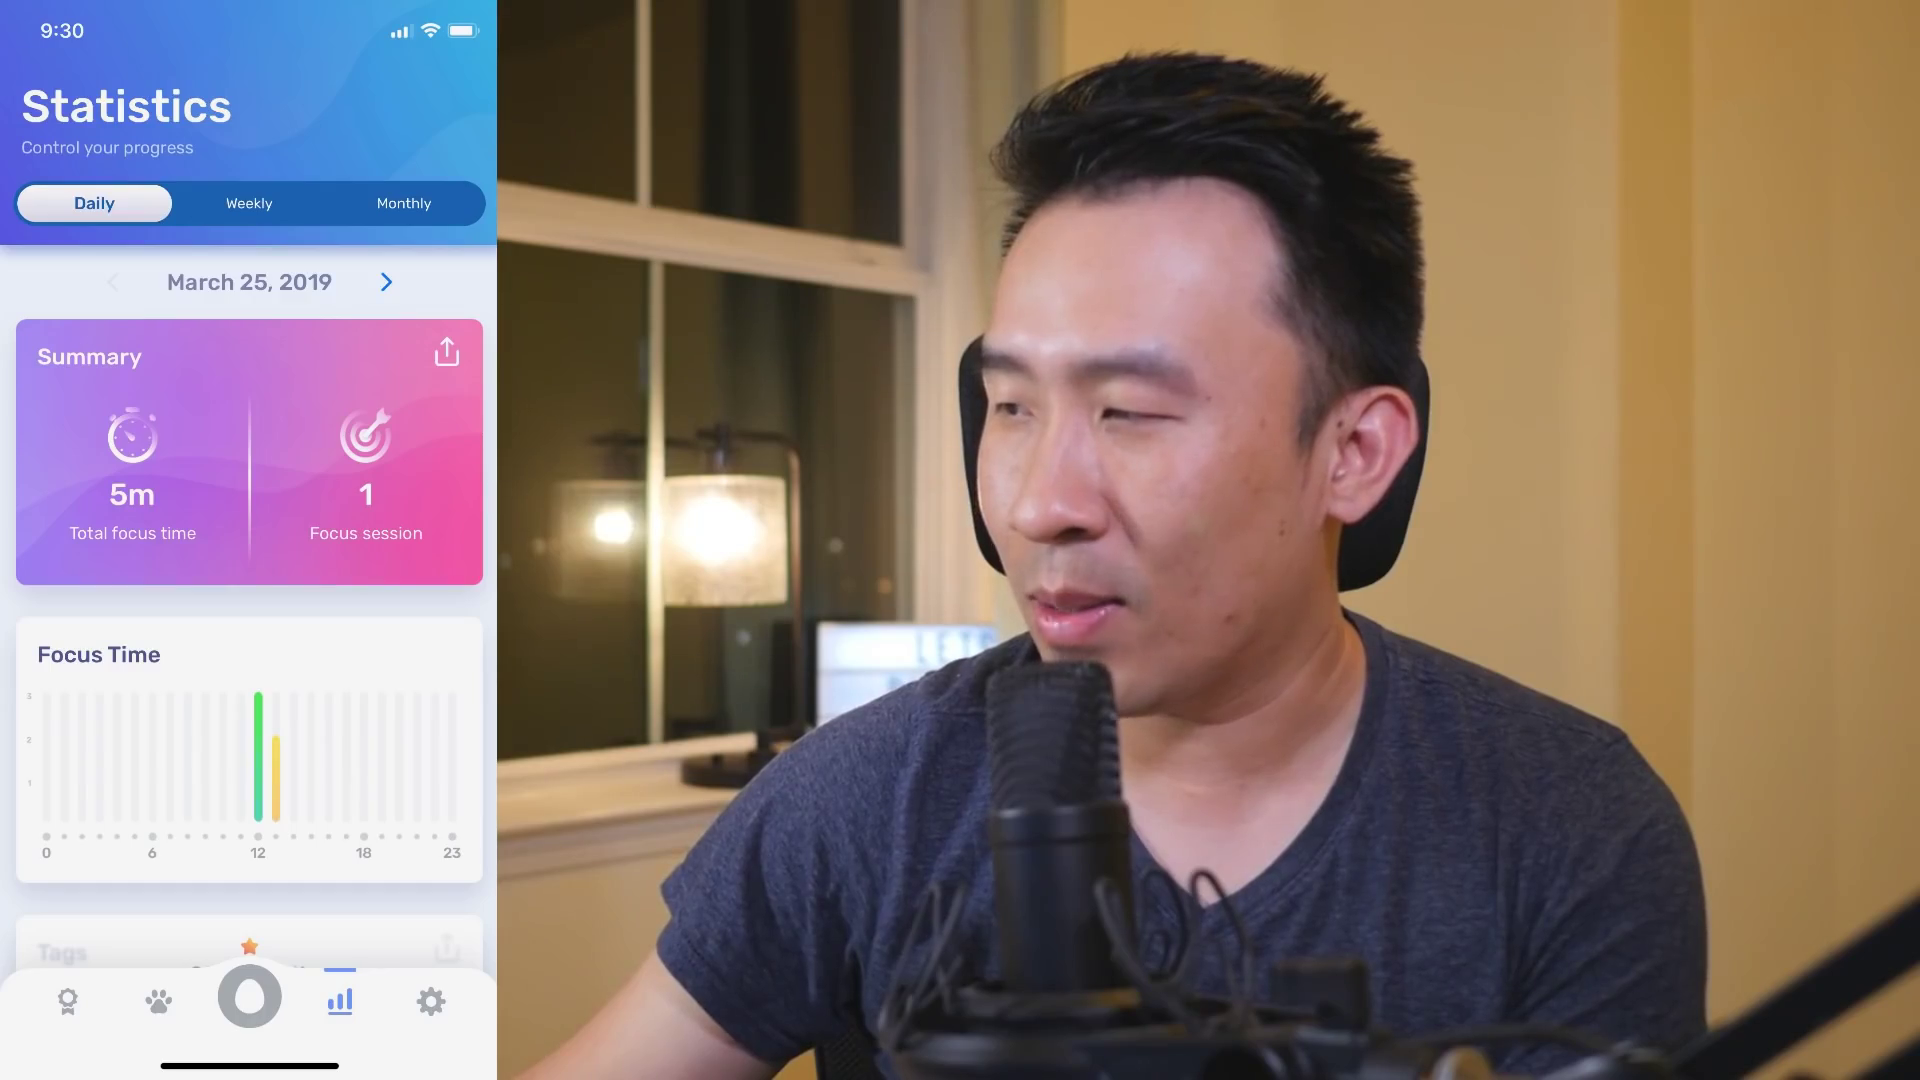 9:30
Statistics
Control your progress
Daily Weekly Monthly
March 25, 2019
Summary
5m 1
Total focus time Focus session
Focus Time
3
2
1
0 6 12 18 23
Tags
LETS